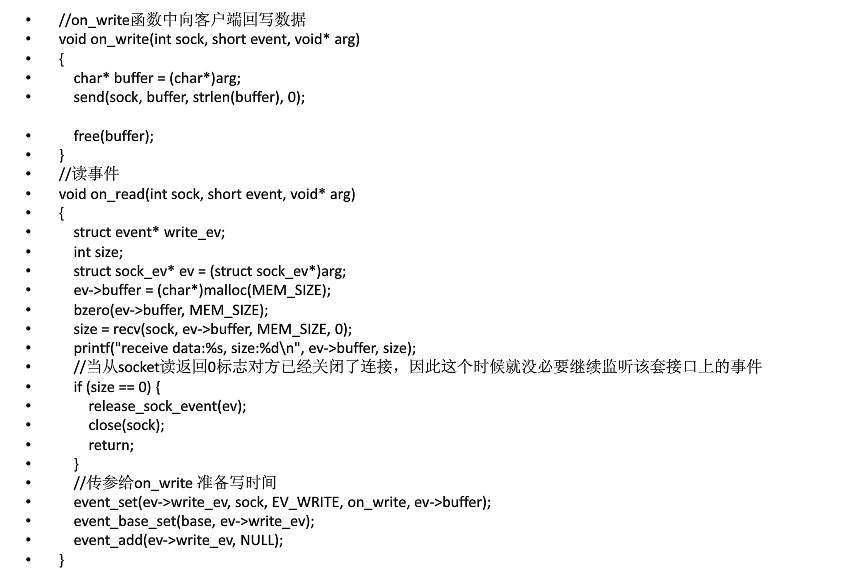 • //on_write函数中向客户端回写数据
• void on_write(int sock, short event, void* arg)
• {
• char* buffer = (char*)arg;
• send(sock, buffer, strlen(buffer), 0);
• free(buffer);
• }
• //读事件
• void on_read(int sock, short event, void* arg)
• {
• struct event* write_ev;
• int size;
• struct sock_ev* ev = (struct sock_ev*)arg;
• ev->buffer = (char*)malloc(MEM_SIZE);
• bzero(ev->buffer, MEM_SIZE);
• size = recv(sock, ev->buffer, MEM_SIZE, 0);
• printf("receive data:%s, size:%d\n", ev->buffer, size);
• //当从socket读返回0标志对方已经关闭了连接，因此这个时候就没必要继续监听该套接口上的事件
• if (size == 0) {
• release_sock_event(ev);
• close(sock);
• return;
• }
• //传参给on_write 准备写时间
• event_set(ev->write_ev, sock, EV_WRITE, on_write, ev->buffer);
• event_base_set(base, ev->write_ev);
• event_add(ev->write_ev, NULL);
• }